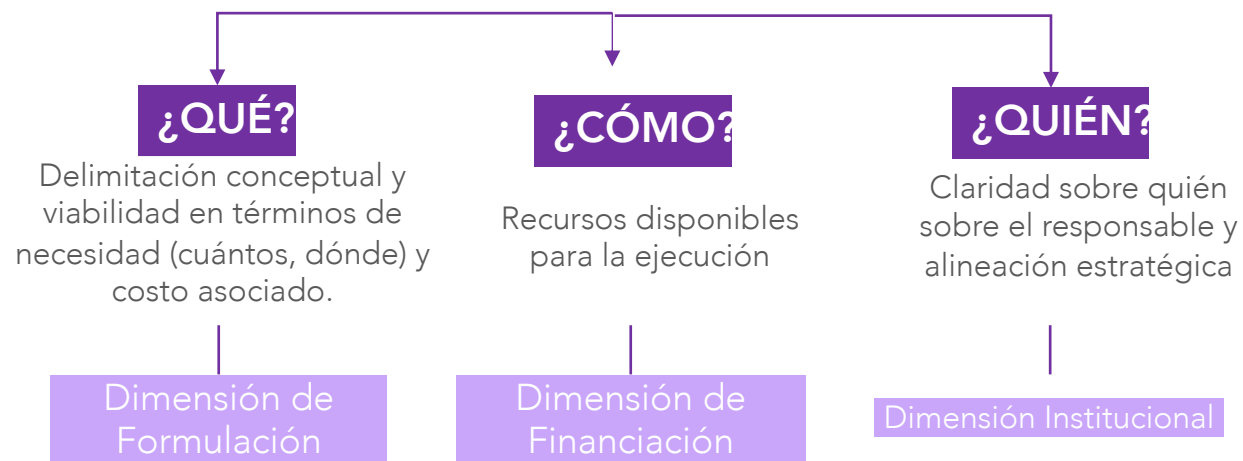 ¿QUÉ?
Delimitación conceptual y
viabilidad en términos de
necesidad (cuántos, dónde) y
costo asociado.
Dimensión de
Formulación
¿CÓMO?
Recursos disponibles
para la ejecución
Dimensión de
Financiación
¿QUIÉN?
Claridad sobre quién
sobre el responsable y
alineación estratégica
Dimensión Institucional